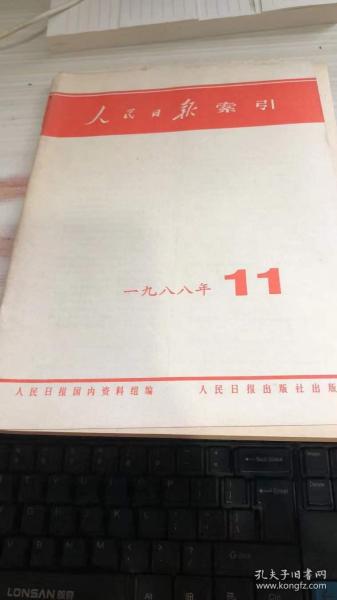 人民日报索引
一九八八年 11
人民日报国内资料组编 人民日报出版社出版
LONSAN
孔夫子旧书网